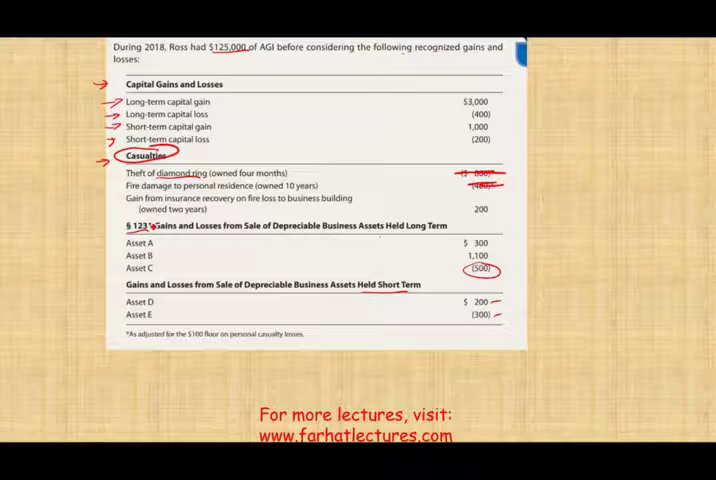 During 2018, Ross had $125,000 of AGI before considering the following recognized gains and
losses:
Capital Gains and Losses
Long-term capital gain $3,000
Long-term capital loss (400)
Short-term capital gain 1,000
Short-term capital loss (200)
Casualties
Theft of diamond ring (owned four months)
Fire damage to personal residence (owned 10 years)
Gain from insurance recovery on fire loss to business building
(owned two years) 200
§ 1231 Gains and Losses from Sale of Depreciable Business Assets Held Long Term
Asset A $ 300
Asset B 1,100
Asset C (500)
Gains and Losses from Sale of Depreciable Business Assets Held Short Term
Asset D $ 200
Asset E (300)
*As adjusted for the $100 floor on personal casualty losses.
For more lectures, visit:
www.farhatlectures.com